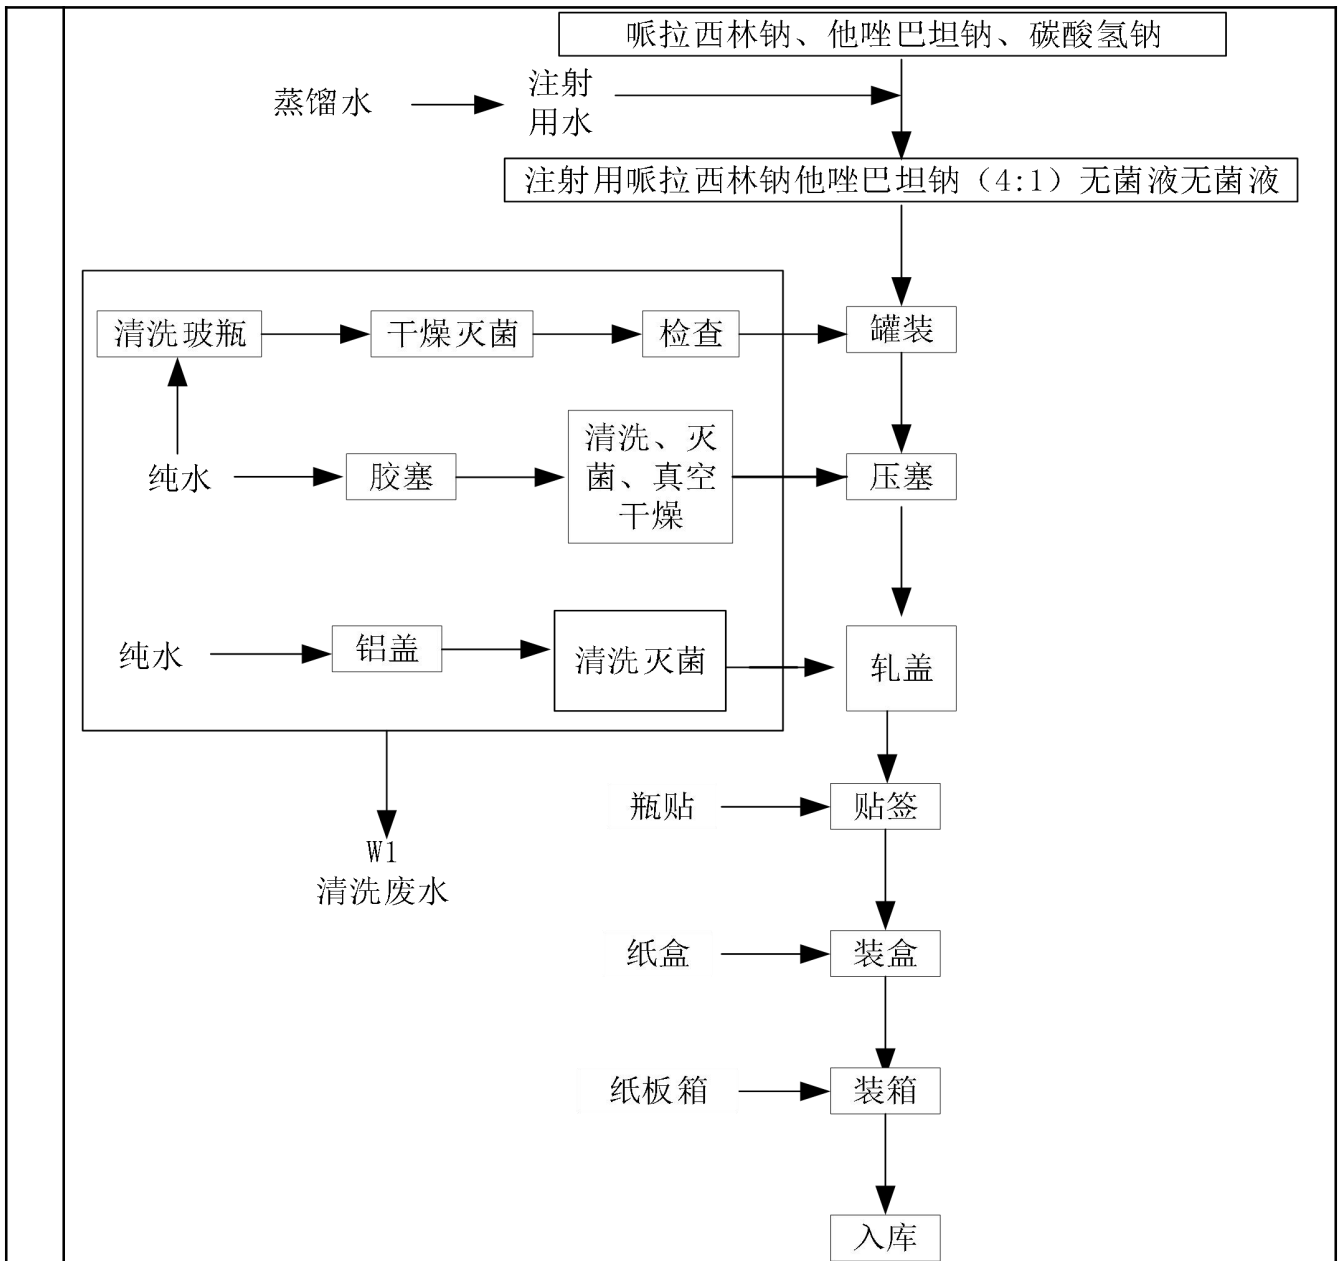 哌拉西林钠、他唑巴坦钠、碳酸氢钠
蒸馏水
注射
用水
注射用哌拉西林钠他唑巴坦钠（4:1）无菌液无菌液
清洗玻瓶
干燥灭菌
检查
罐装
纯水
胶塞
清洗、灭
菌、真空
干燥
压塞
纯水
铝盖
清洗灭菌
轧盖
瓶贴
贴签
W1
清洗废水
纸盒
装盒
纸板箱
装箱
入库